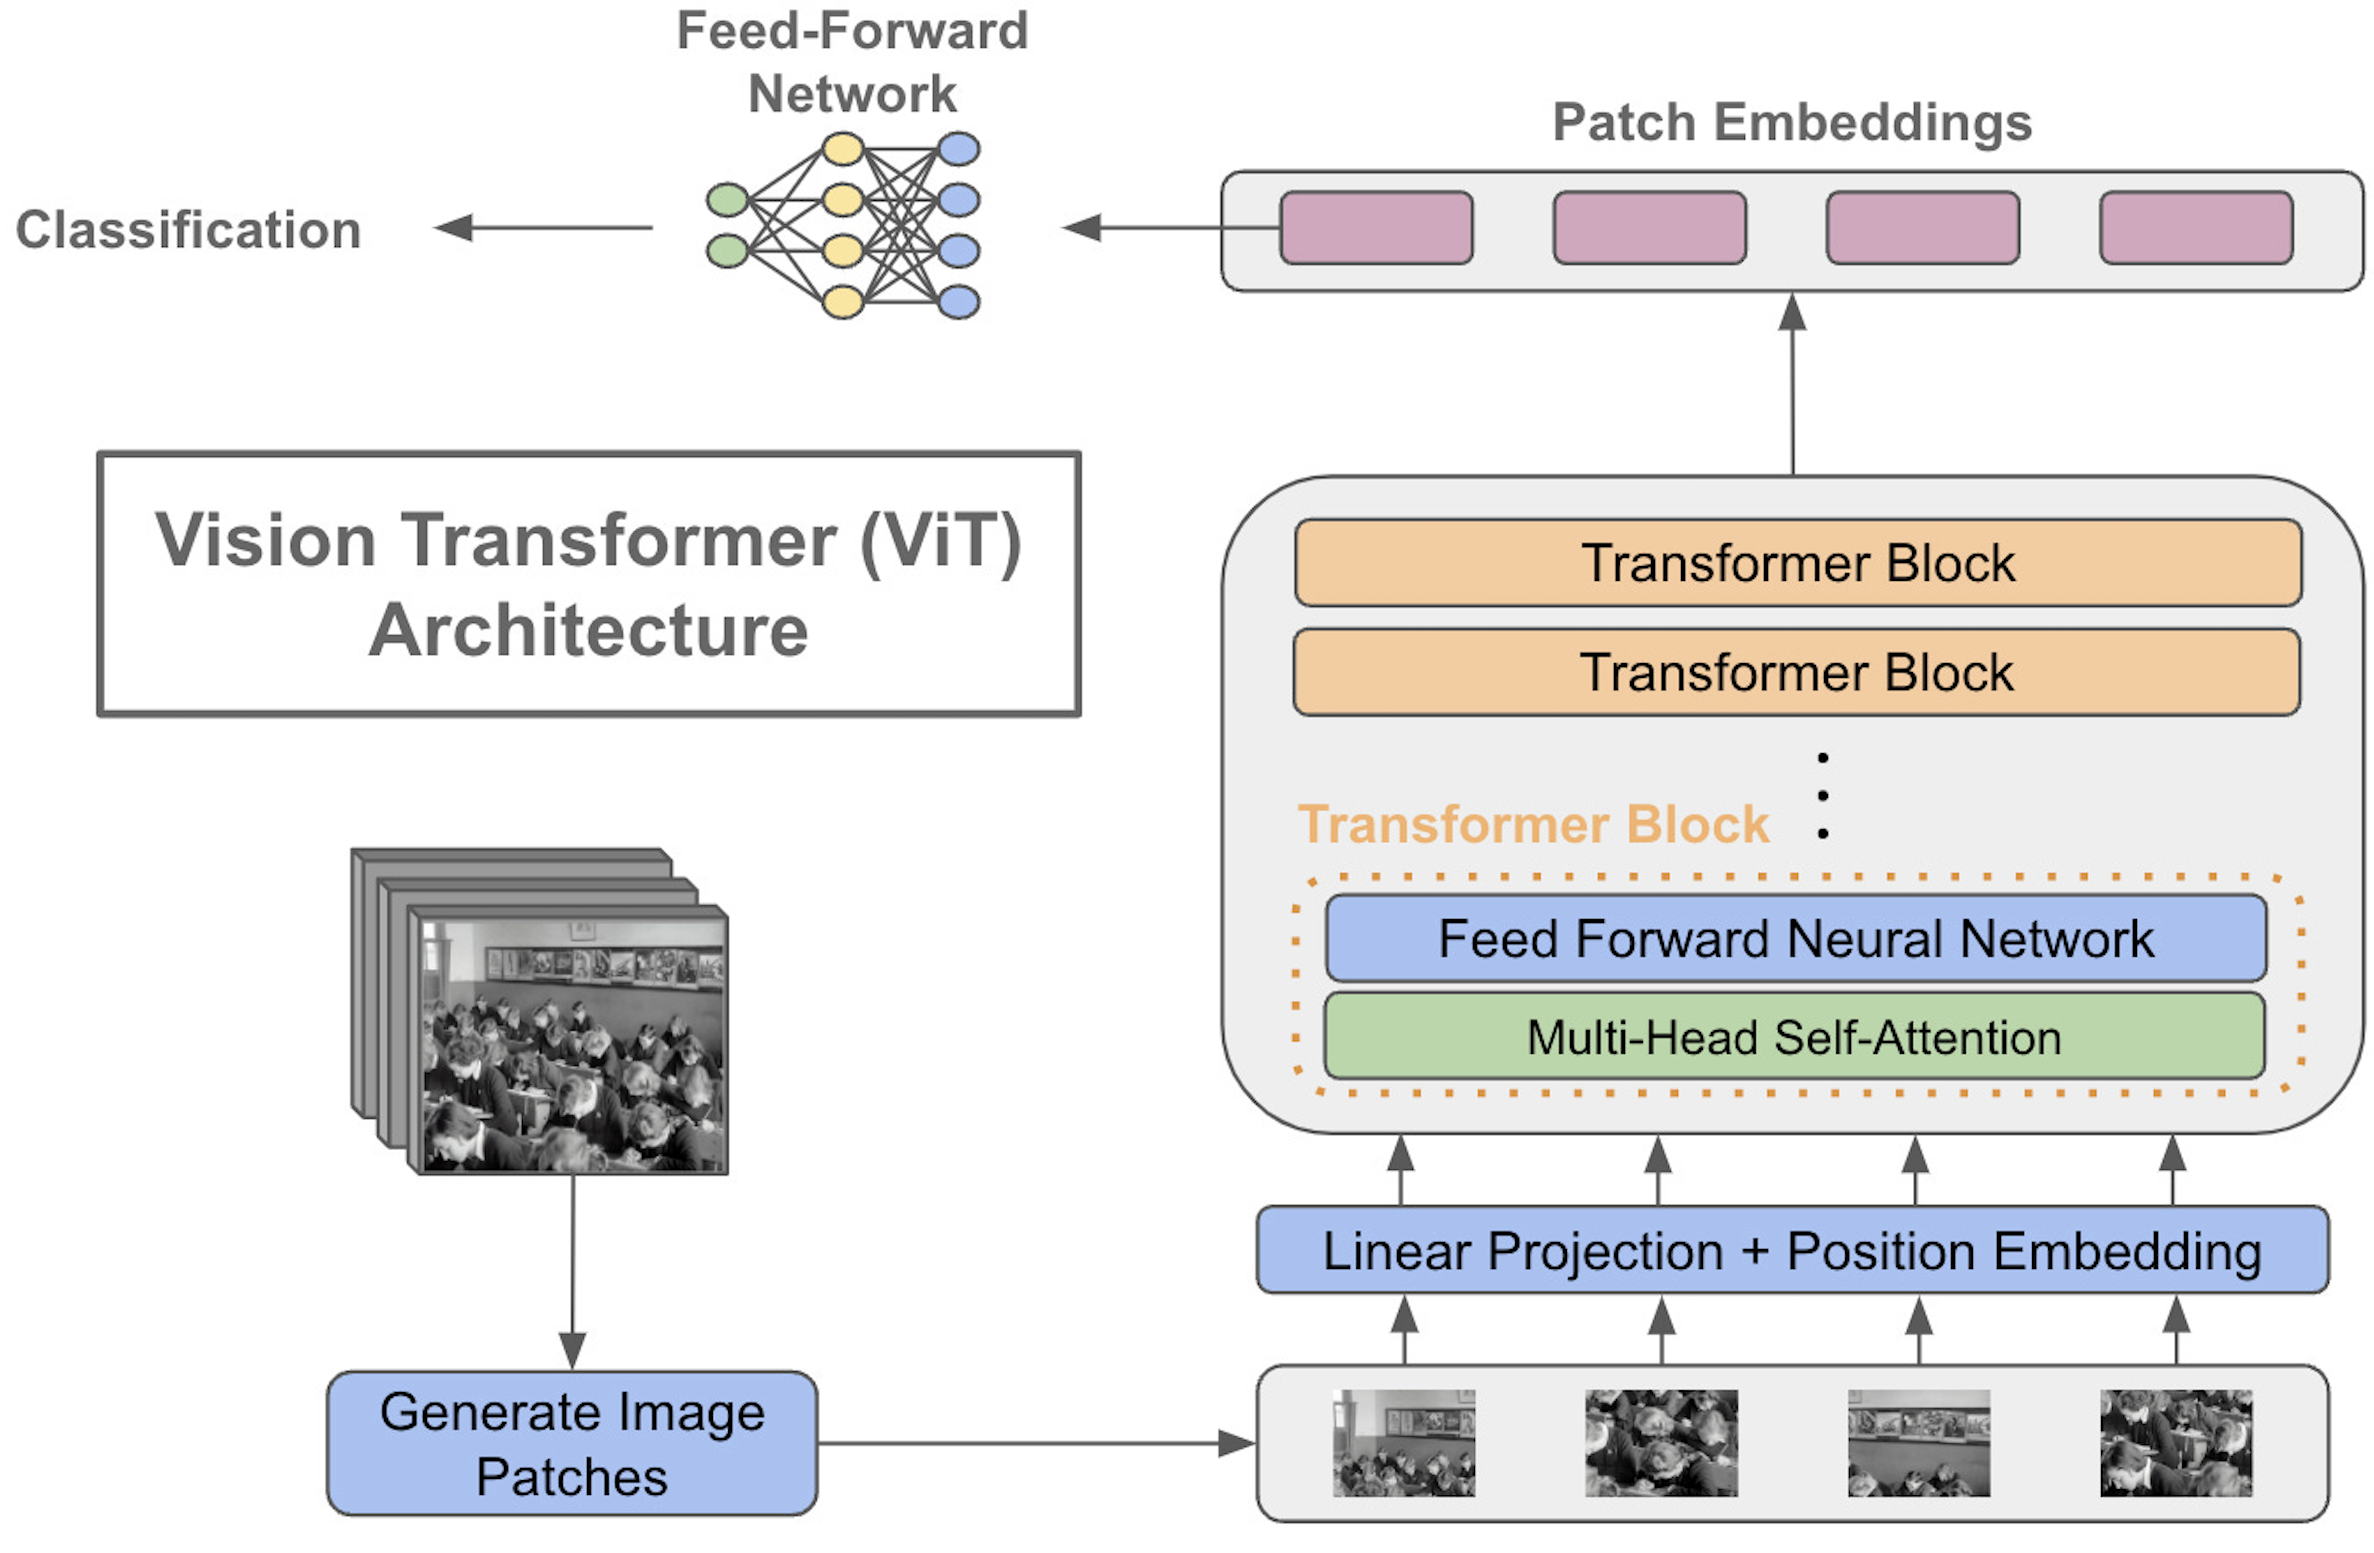 Feed-Forward
Network
Patch Embeddings
Classification
Vision Transformer (ViT)
Architecture
Transformer Block
Transformer Block
Transformer Block
Feed Forward Neural Network
Multi-Head Self-Attention
Linear Projection + Position Embedding
Generate Image
Patches